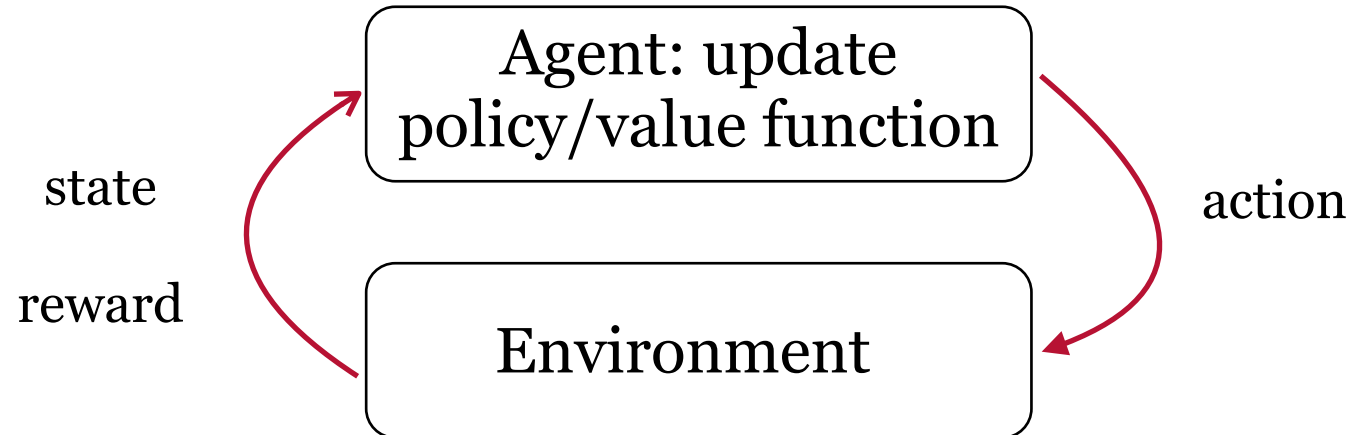 Agent: update
policy/value function
state
action
reward
Environment